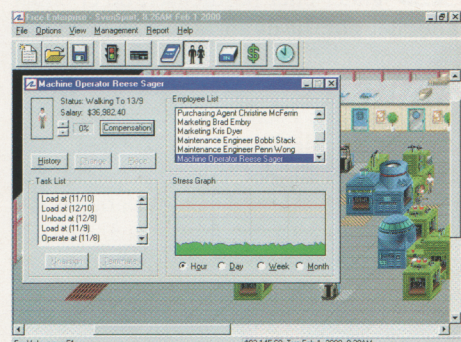 Enterprise - SvenSport, 8:26AM Feb 1 2000
File Options View Management Report Help
Machine Operator Reese Sager
Status: Walking To 13/9
Salary: $36,982.40
0% Compensation
History Change
Employee List
Purchasing Agent Christine McFerrin
Marketing Brad Emby
Marketing Kris Dyer
Maintenance Engineer Bobbi Stack
Maintenance Engineer Penn Wong
Machine Operator Reese Sager
Task List
Load at (11/10)
Load at (12/10)
Unload at (12/8)
Load at (11/9)
Operate at (11/8)
Stress Graph
Hour Day Week Month